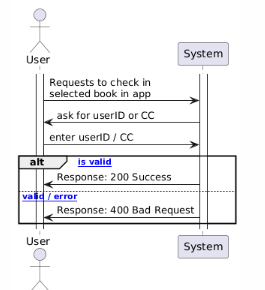 User
System
Requests to check in
selected book in app
ask for userID or CC
enter userID / CC
alt
is valid
Response: 200 Success
valid / error
Response: 400 Bad Request
User
System